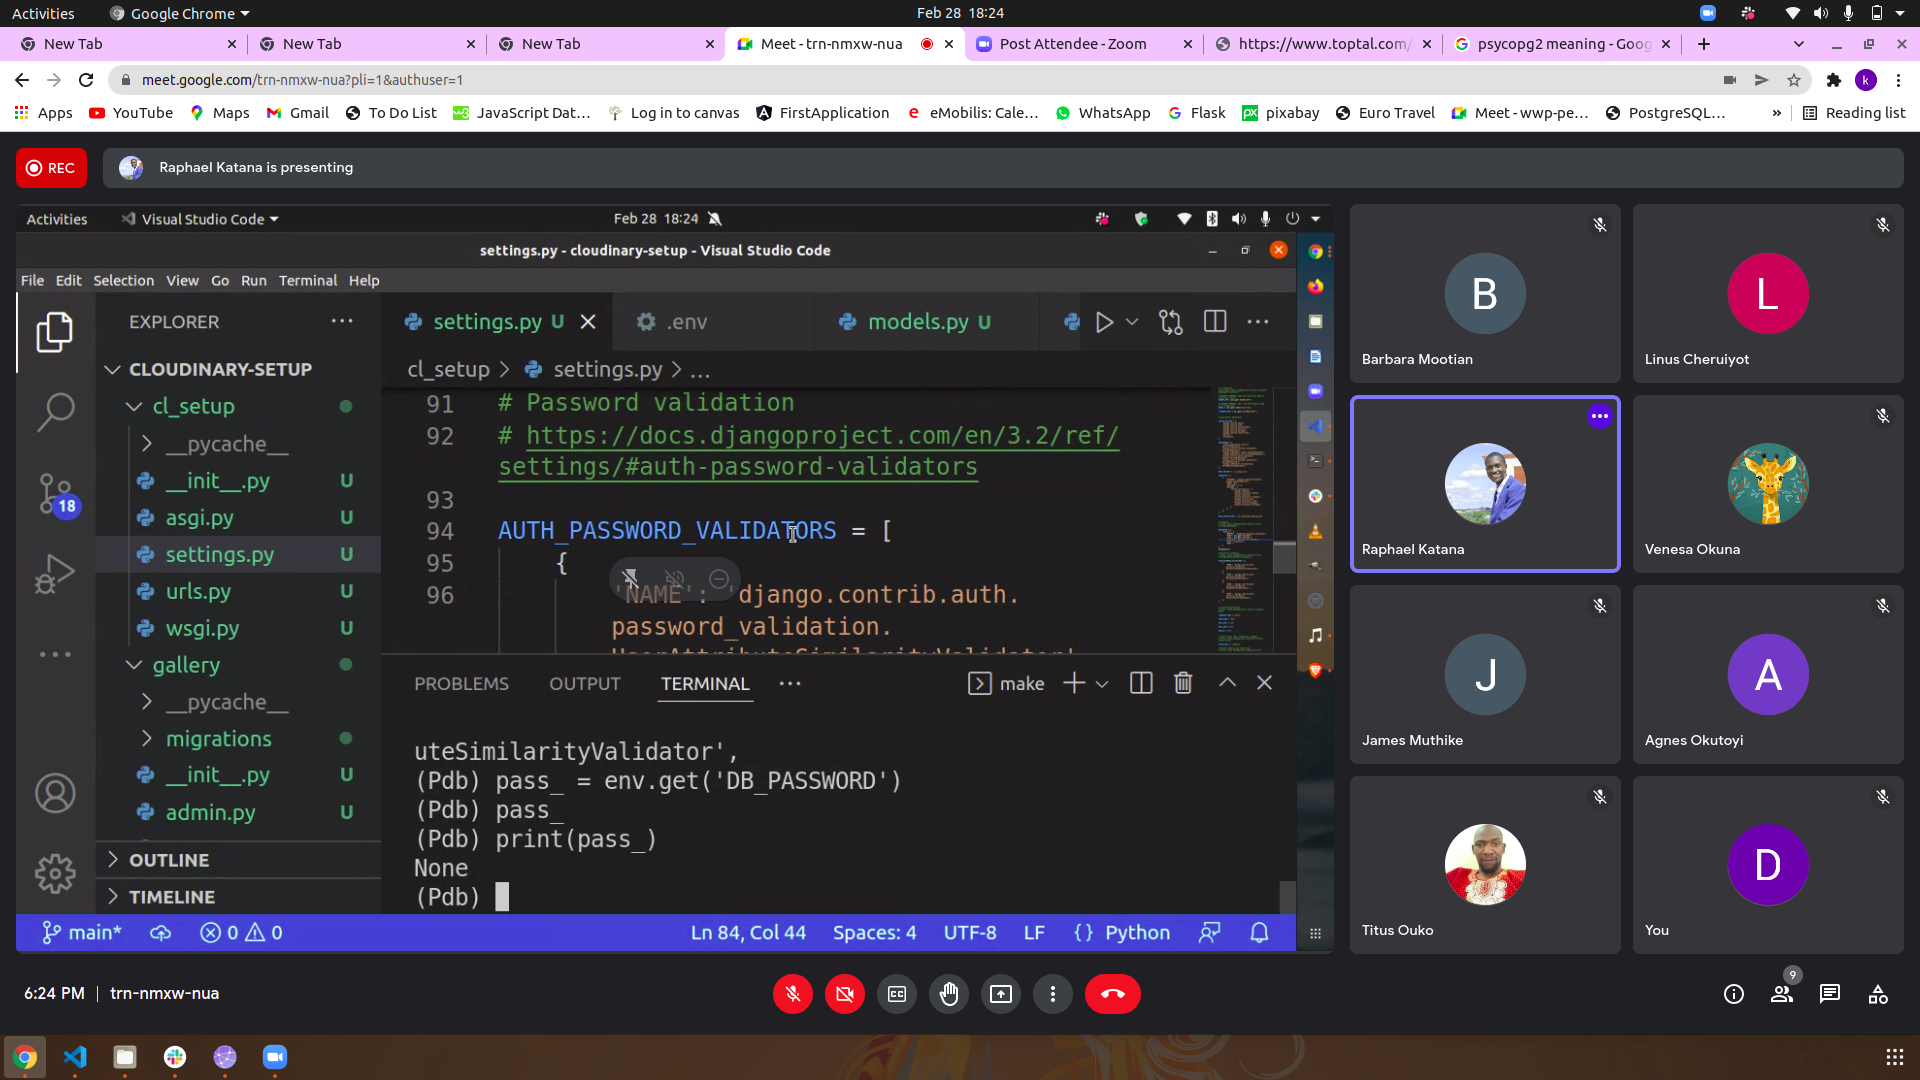 Activities
Google Chrome
Feb 28 18:24
New Tab
New Tab
New Tab
Meet - trn-nmxw-nua
Post Attendee - Zoom
https://www.toptal.com/
psycopg2 meaning - Goog
meet.google.com/trn-nmxw-nua?pli=1&authuser=1
k
Apps
YouTube
Maps
Gmail
To Do List
JavaScript Dat...
Log in to canvas
FirstApplication
eMobilis: Cale...
WhatsApp
Flask
pixabay
Euro Travel
Meet - wwp-pe...
PostgreSQL...
»
Reading list
REC
Raphael Katana is presenting
Activities
Visual Studio Code
Feb 28 18:24
settings.py - cloudinary-setup - Visual Studio Code
File Edit Selection View Go Run Terminal Help
EXPLORER
CLOUDINARY-SETUP
cl_setup
__pycache__
__init__.py U
asgi.py U
settings.py U
urls.py U
wsgi.py U
gallery
__pycache__
migrations
__init__.py U
admin.py U
OUTLINE
TIMELINE
18
settings.py U
.env
models.py U
cl_setup > settings.py > ...
91 # Password validation
92 # https://docs.djangoproject.com/en/3.2/ref/
settings/#auth-password-validators
93
94 AUTH_PASSWORD_VALIDATORS = [
95 {
96 'NAME': 'django.contrib.auth.
password_validation.
UserAttributeSimilarityValidator'
PROBLEMS
OUTPUT
TERMINAL
make
uteSimilarityValidator',
(Pdb) pass_ = env.get('DB_PASSWORD')
(Pdb) pass_
(Pdb) print(pass_)
None
(Pdb)
main*
0
0
Ln 84, Col 44
Spaces: 4
UTF-8
LF
{ } Python
B
Barbara Mootian
L
Linus Cheruiyot
Raphael Katana
Venesa Okuna
J
James Muthike
A
Agnes Okutoyi
Titus Ouko
D
You
6:24 PM | trn-nmxw-nua
9